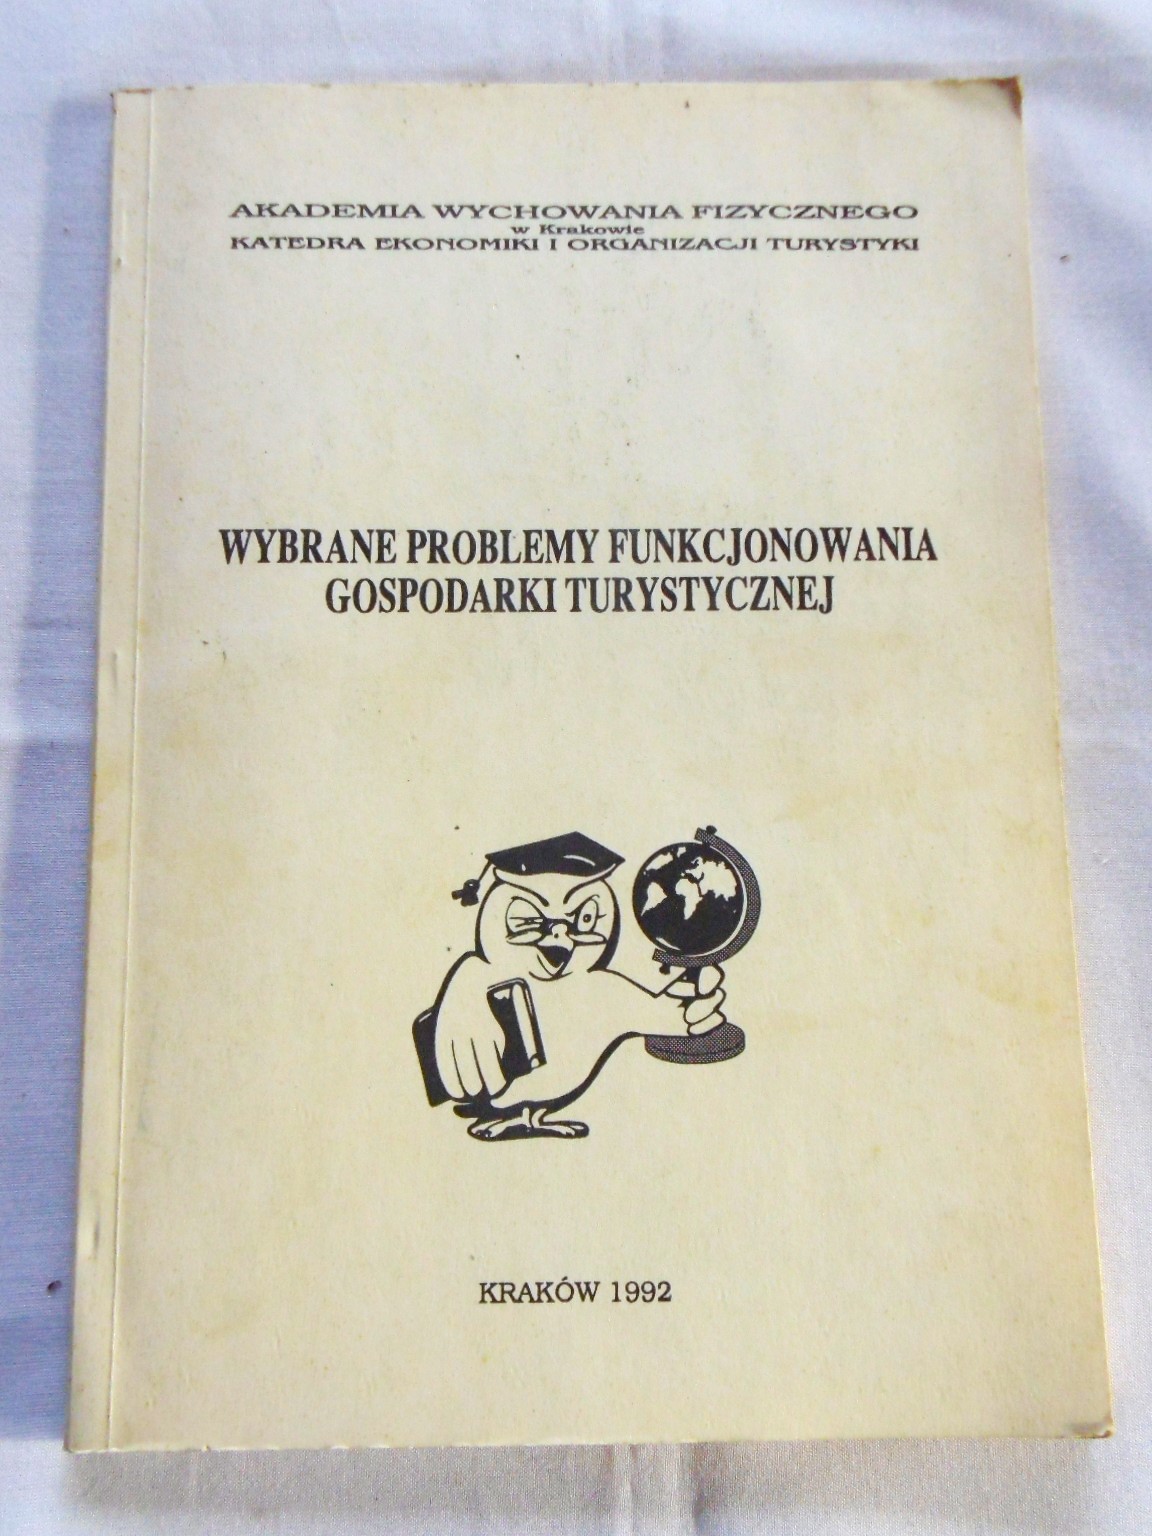 AKADEMIA WYCHOWANIA FIZYCZNEGO
w Krakowie
KATEDRA EKONOMIKI I ORGANIZACJI TURYSTYKI
WYBRANE PROBLEMY FUNKCJONOWANIA
GOSPODARKI TURYSTYCZNEJ
KRAKÓW 1992